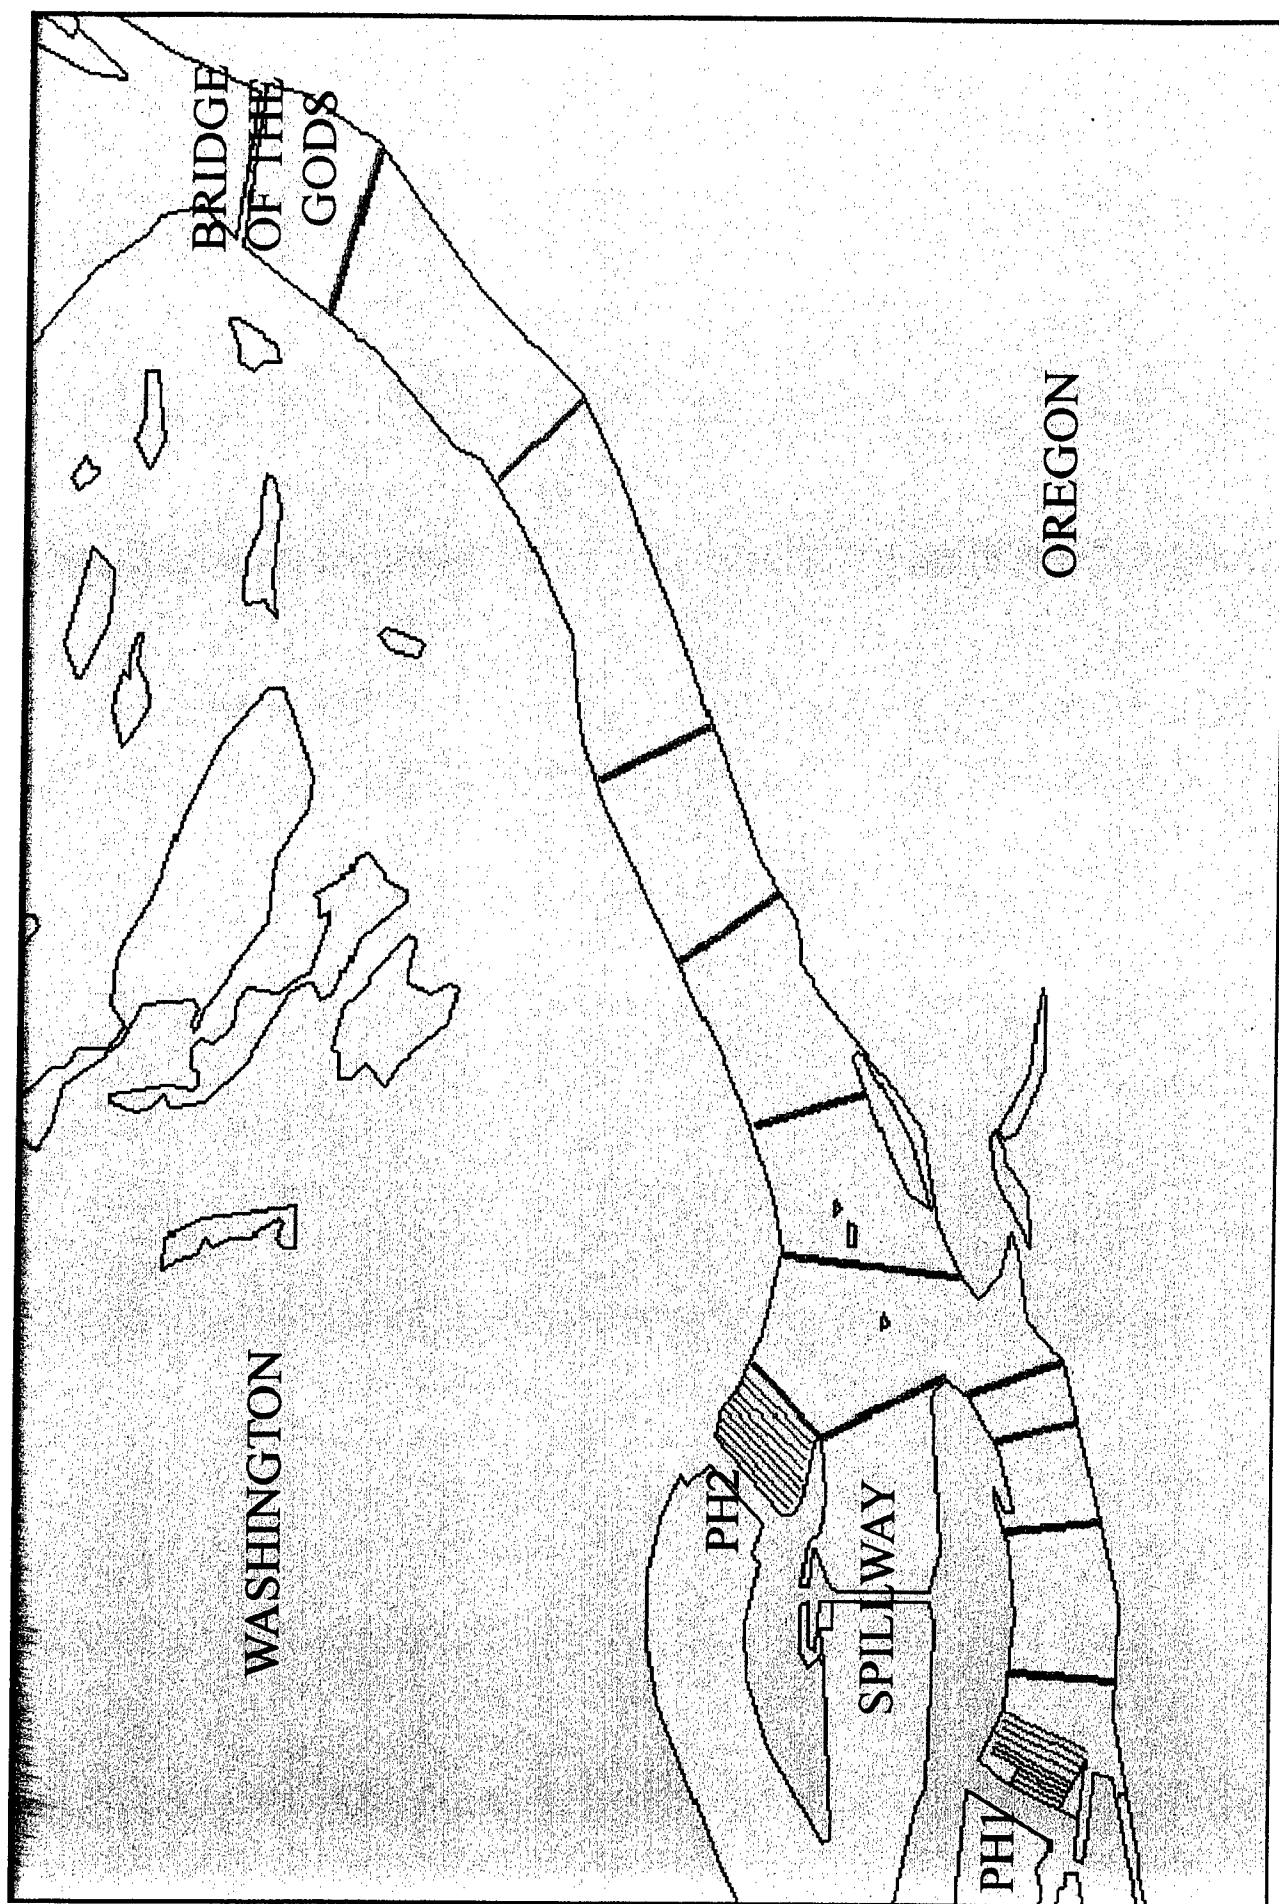 BRIDGE
OF THE
GODS
WASHINGTON
OREGON
PH2
SPILLWAY
PH1